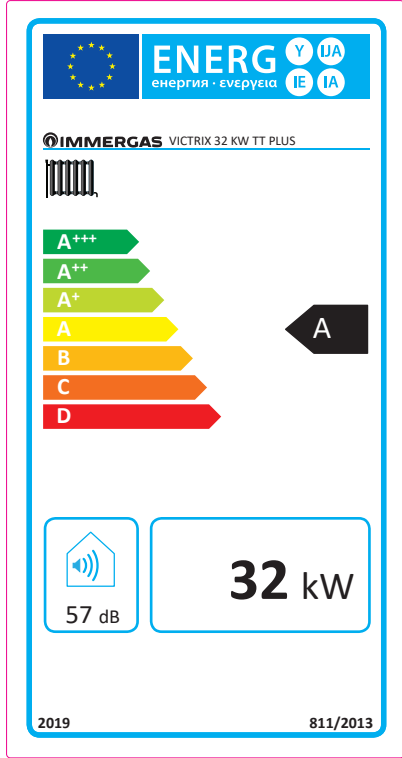 ENERG Y IJA
енергия · ενεργεια IE IA
IMMERGAS VICTRIX 32 KW TT PLUS
A+++
A++
A+
A
A
B
C
D
32 kW
57 dB
2019 811/2013